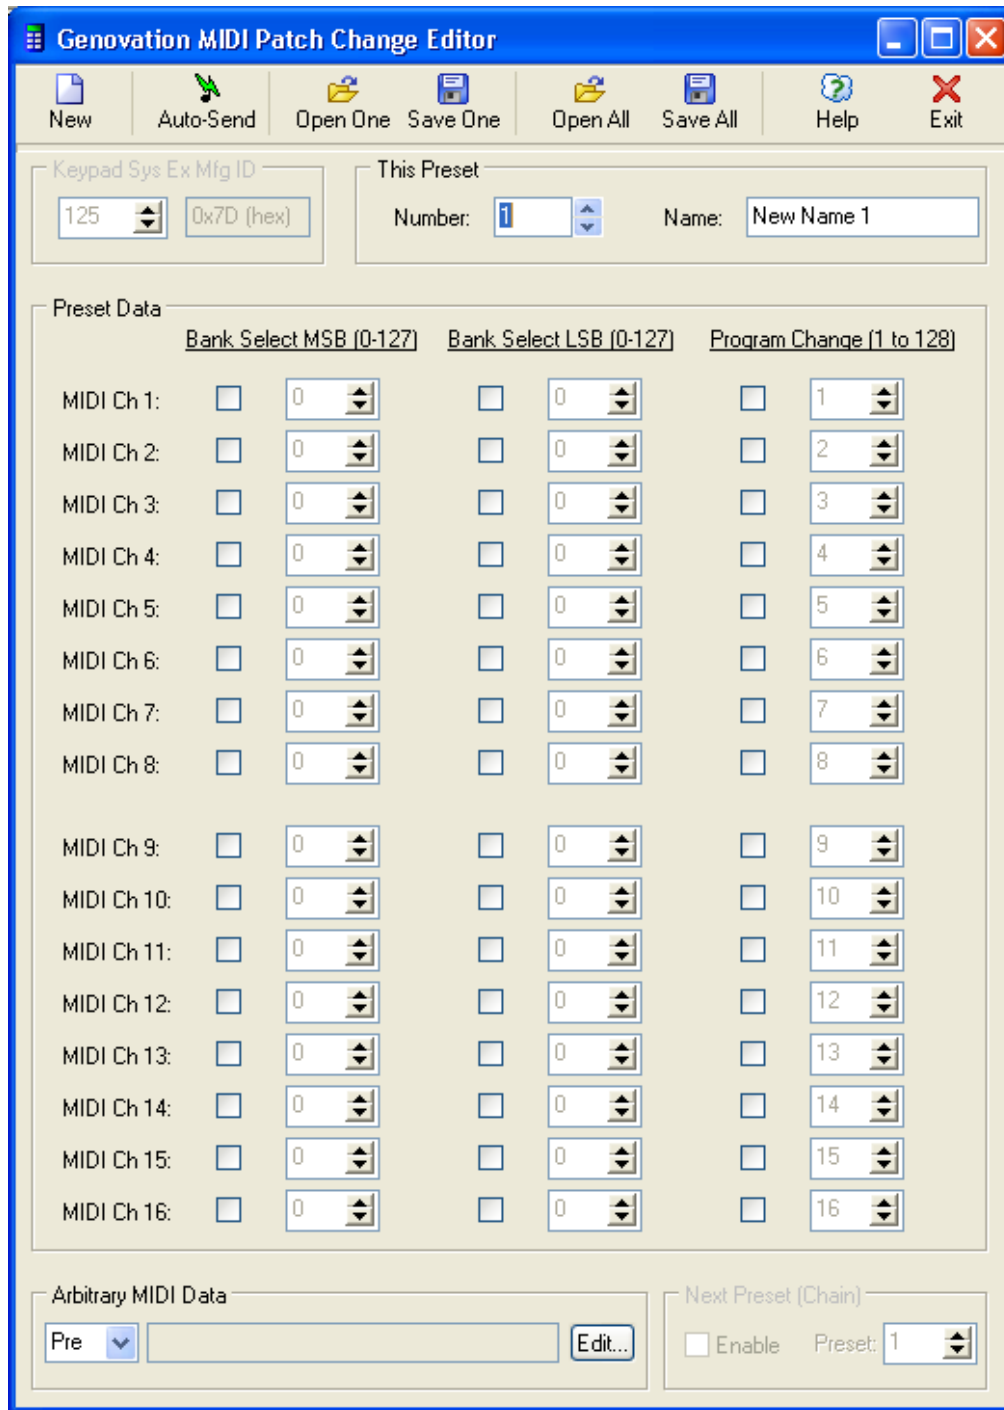 Genovation MIDI Patch Change Editor
New Auto-Send Open One Save One Open All Save All Help Exit
Keypad Sys Ex Mfg ID This Preset
125 0x7D (hex) Number: 1 Name: New Name 1
Preset Data
Bank Select MSB (0-127) Bank Select LSB (0-127) Program Change (1 to 128)
MIDI Ch 1: 0 0 1
MIDI Ch 2: 0 0 2
MIDI Ch 3: 0 0 3
MIDI Ch 4: 0 0 4
MIDI Ch 5: 0 0 5
MIDI Ch 6: 0 0 6
MIDI Ch 7: 0 0 7
MIDI Ch 8: 0 0 8
MIDI Ch 9: 0 0 9
MIDI Ch 10: 0 0 10
MIDI Ch 11: 0 0 11
MIDI Ch 12: 0 0 12
MIDI Ch 13: 0 0 13
MIDI Ch 14: 0 0 14
MIDI Ch 15: 0 0 15
MIDI Ch 16: 0 0 16
Arbitrary MIDI Data Next Preset (Chain)
Pre Edit... Enable Preset: 1